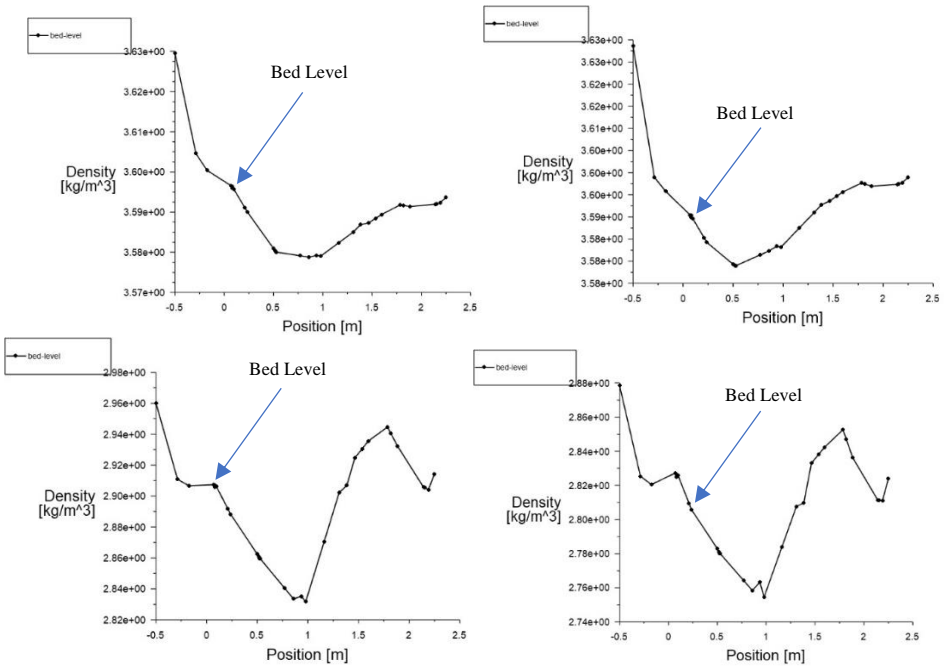 bed-level
3.63e+00
3.62e+00
3.61e+00
3.60e+00
3.59e+00
3.58e+00
3.57e+00
Density
[kg/m^3]
Bed Level
-0.5 0 0.5 1 1.5 2 2.5
Position [m]
bed-level
3.63e+00
3.62e+00
3.62e+00
3.61e+00
3.61e+00
3.60e+00
3.60e+00
3.59e+00
3.59e+00
3.58e+00
3.58e+00
3.58e+00
Density
[kg/m^3]
Bed Level
-0.5 0 0.5 1 1.5 2 2.5
Position [m]
bed-level
2.98e+00
2.96e+00
2.94e+00
2.92e+00
2.90e+00
2.88e+00
2.86e+00
2.84e+00
2.82e+00
Density
[kg/m^3]
Bed Level
-0.5 0 0.5 1 1.5 2 2.5
Position [m]
bed-level
2.88e+00
2.86e+00
2.84e+00
2.82e+00
2.80e+00
2.78e+00
2.76e+00
2.74e+00
Density
[kg/m^3]
Bed Level
-0.5 0 0.5 1 1.5 2 2.5
Position [m]